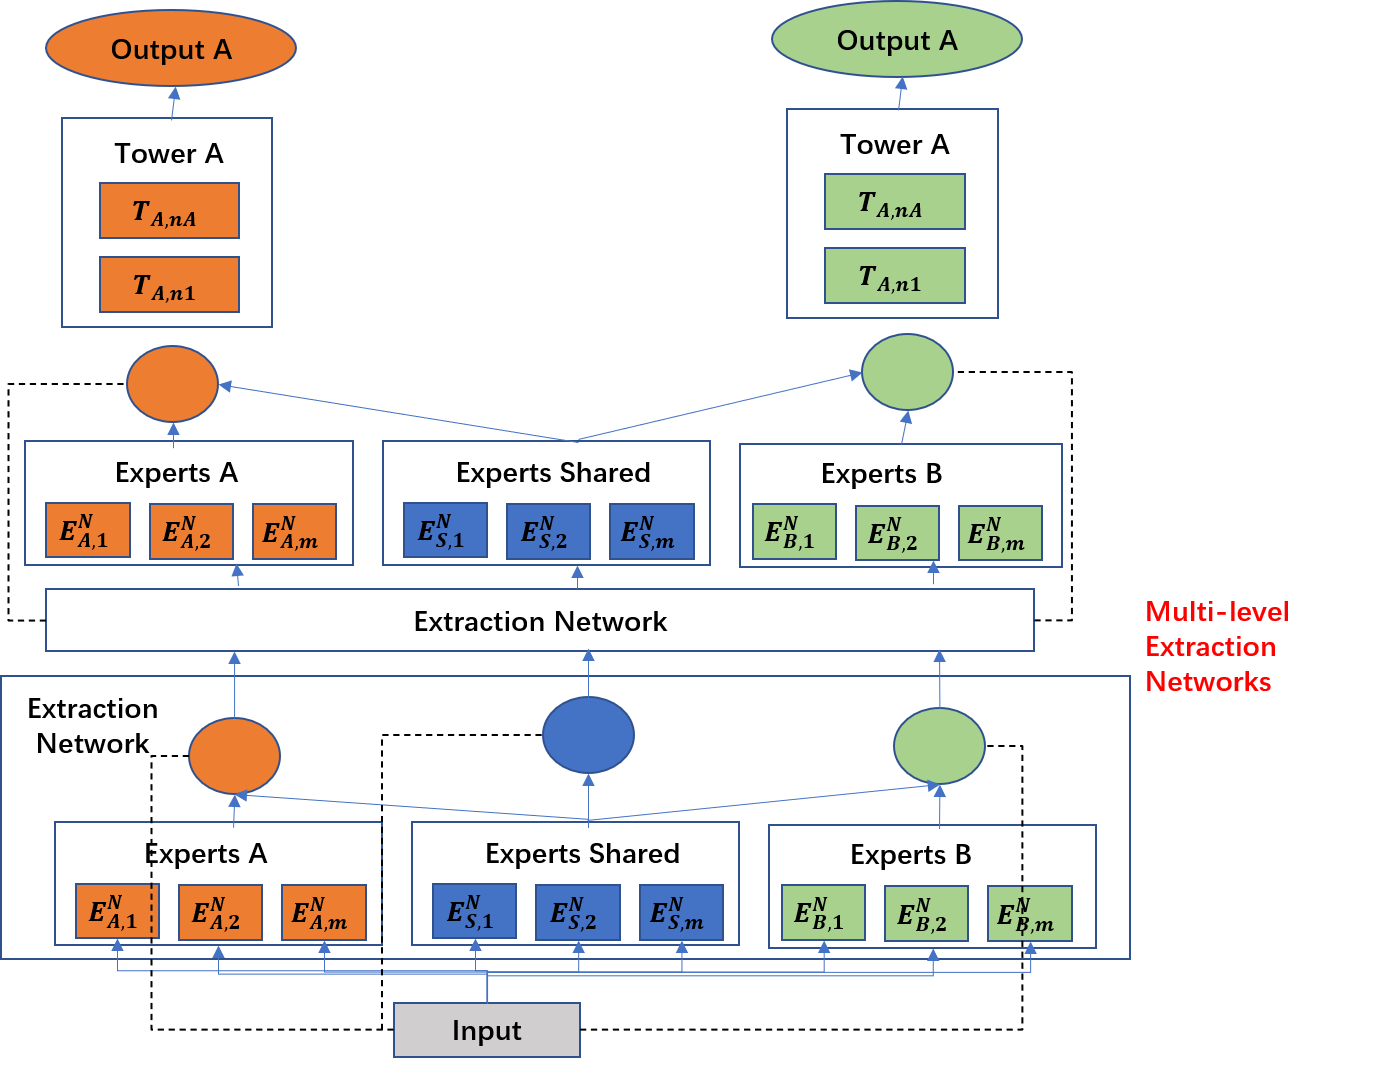 Output A
Output A
Tower A
Tower A
T_{A,nA}
T_{A,nA}
T_{A,n1}
T_{A,n1}
Experts A
Experts Shared
Experts B
E^N_{A,1} E^N_{A,2} E^N_{A,m}
E^N_{S,1} E^N_{S,2} E^N_{S,m}
E^N_{B,1} E^N_{B,2} E^N_{B,m}
Extraction Network
Multi-level
Extraction
Networks
Extraction
Network
Experts A
Experts Shared
Experts B
E^N_{A,1} E^N_{A,2} E^N_{A,m}
E^N_{S,1} E^N_{S,2} E^N_{S,m}
E^N_{B,1} E^N_{B,2} E^N_{B,m}
Input